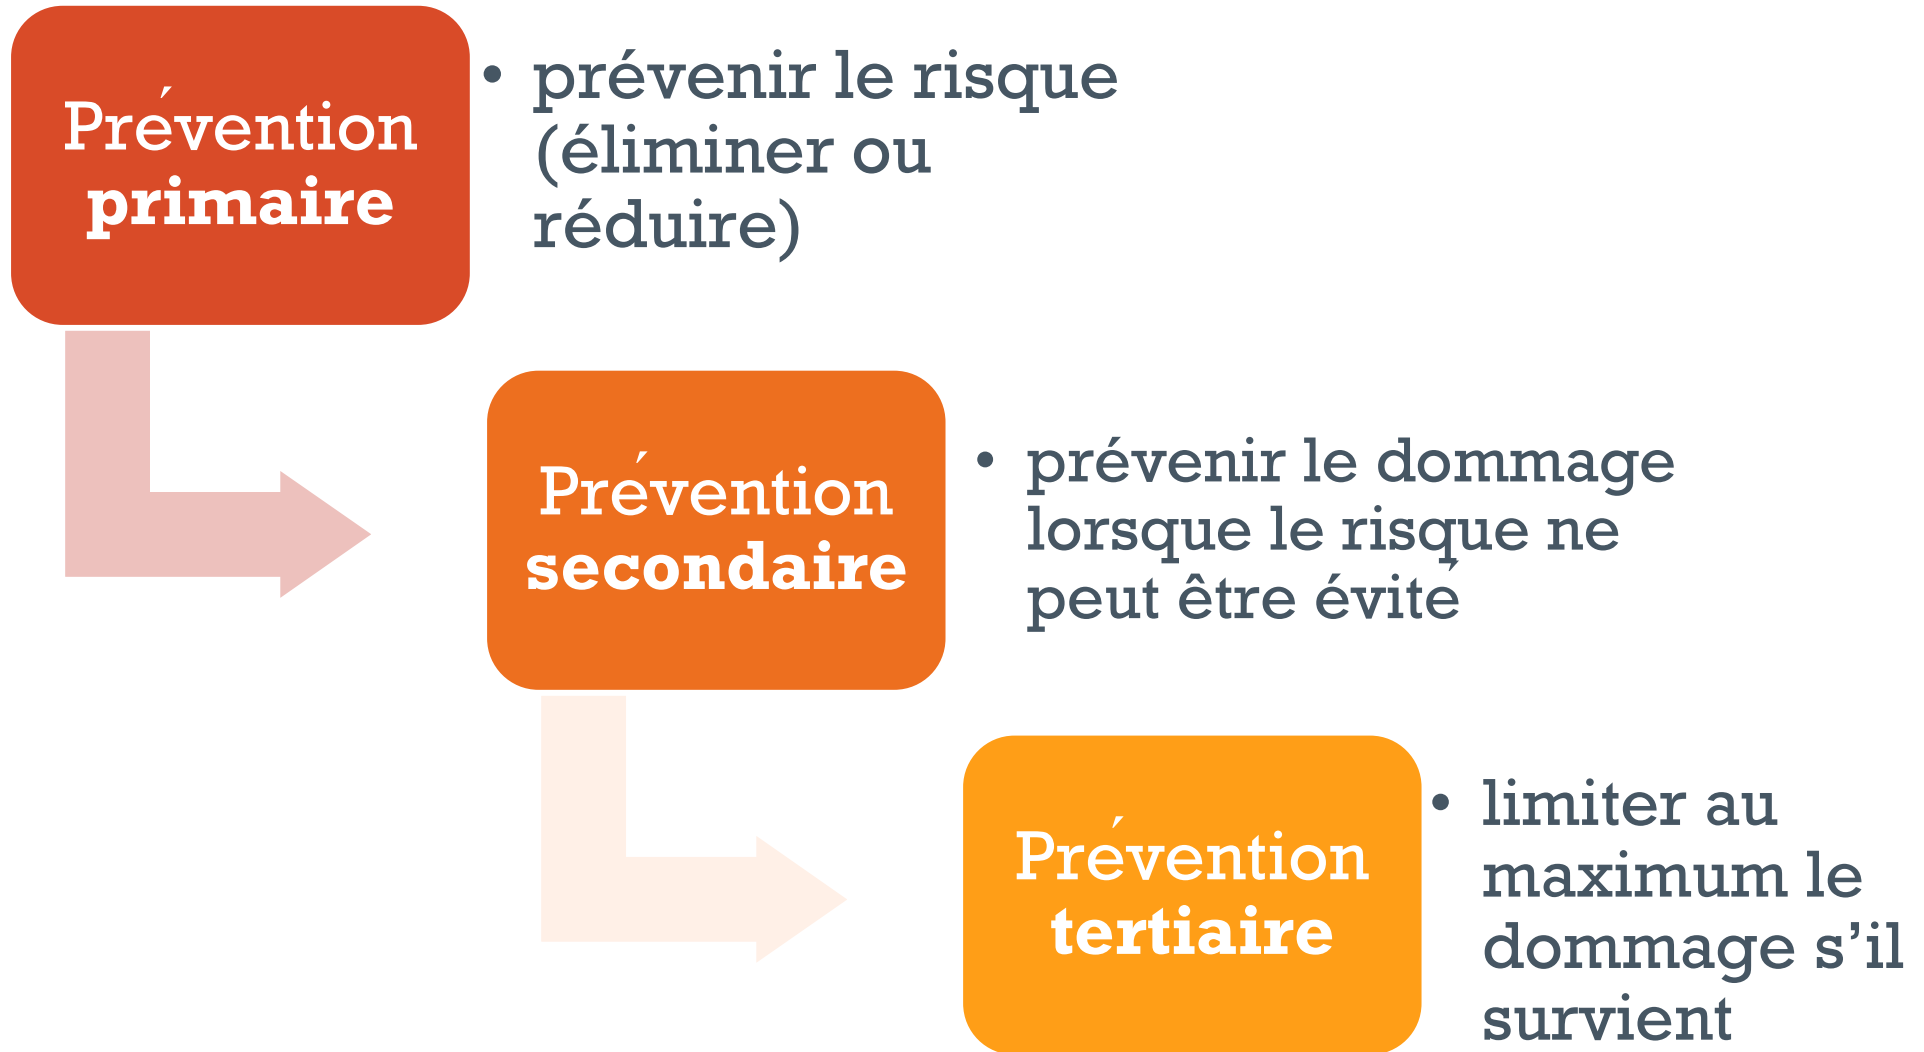 Prévention
primaire
• prévenir le risque
(éliminer ou
réduire)
Prévention
secondaire
• prévenir le dommage
lorsque le risque ne
peut être évité
Prévention
tertiaire
• limiter au
maximum le
dommage s’il
survient